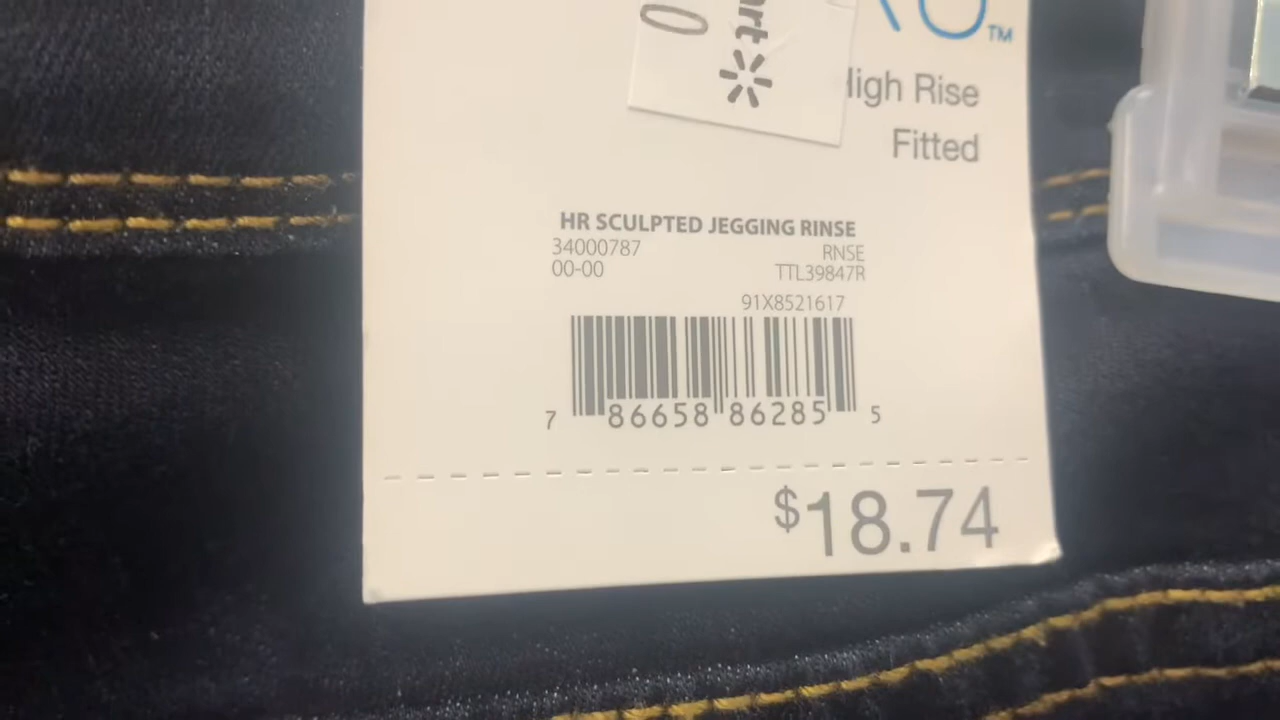 TM
High Rise
Fitted
HR SCULPTED JEGGING RINSE
34000787 RNSE
00-00 TTL39847R
91X8521617
7 86658 86285 5
$18.74